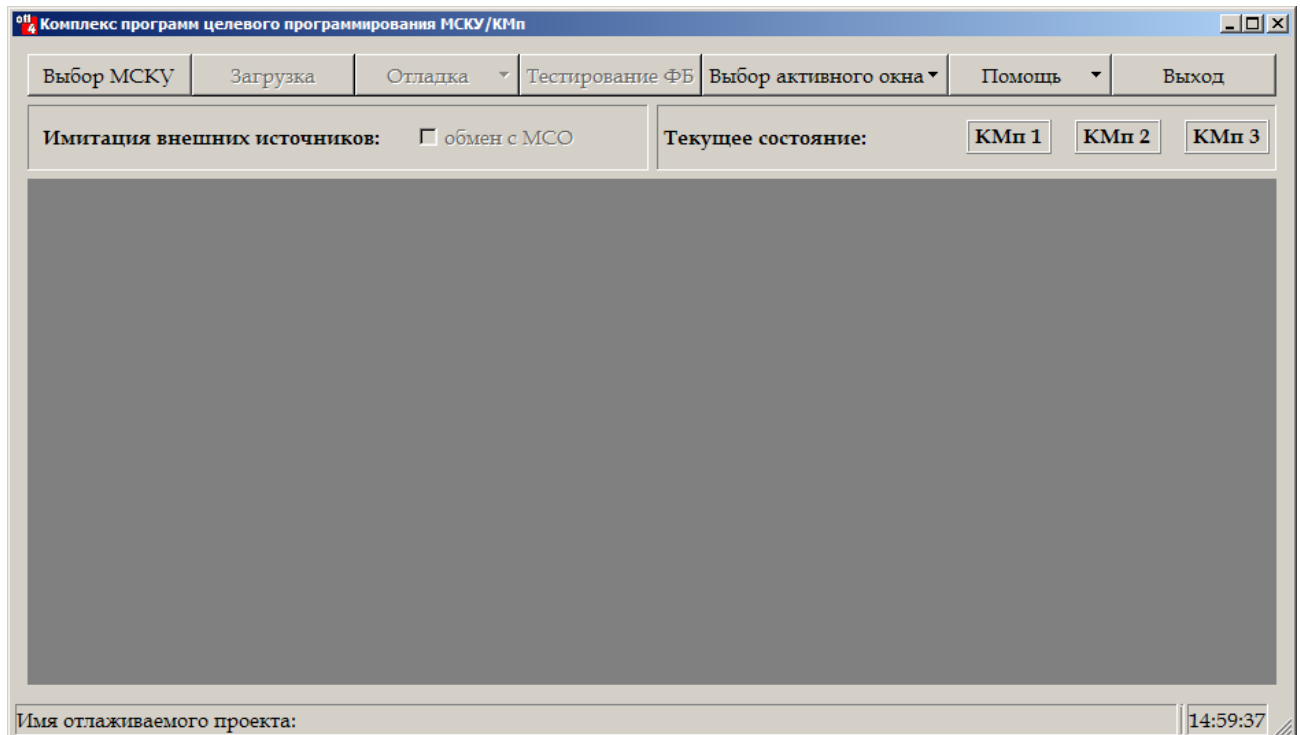 Комплекс программ целевого программирования МСКУ/КМп
Выбор МСКУ Загрузка Отладка Тестирование ФБ Выбор активного окна Помощь Выход
Имитация внешних источников: обмен с МСО Текущее состояние: КМп 1 КМп 2 КМп 3
Имя отлаживаемого проекта: 14:59:37